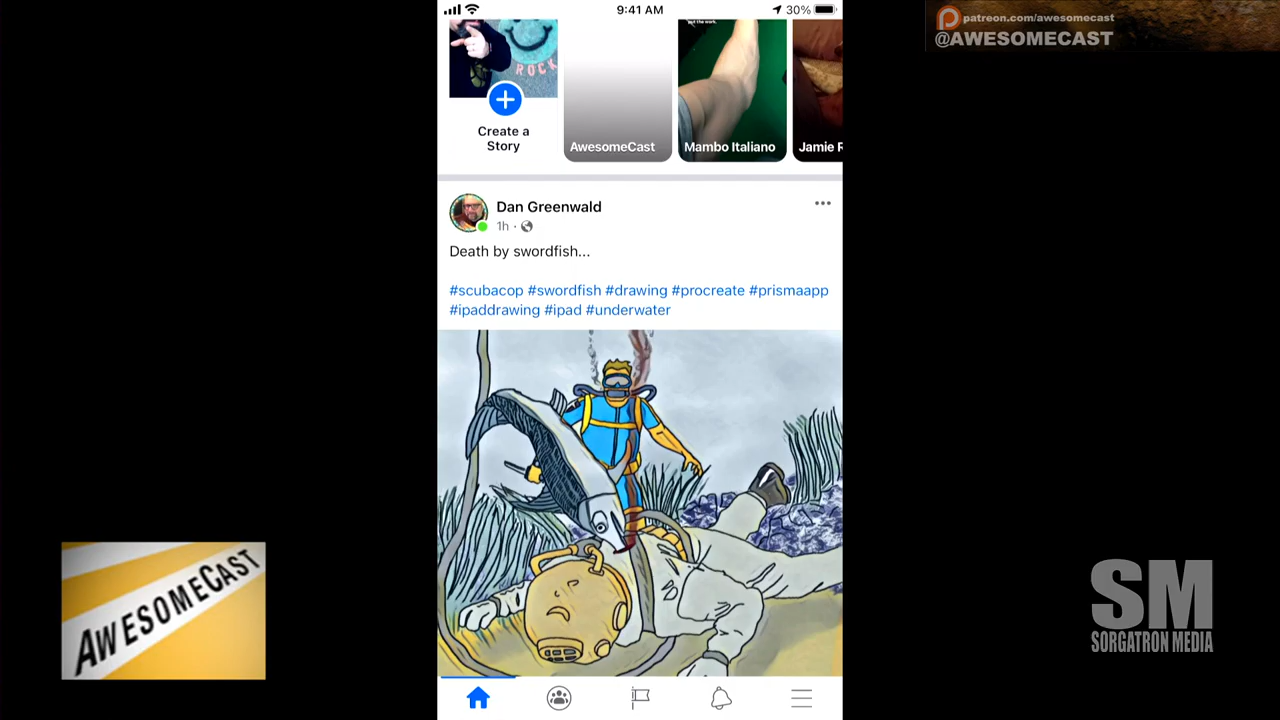 9:41 AM
30%
patreon.com/awesomecast
@AWESOMECAST
ROCK
Create a
Story
AwesomeCast
Mambo Italiano
Jamie R
Dan Greenwald
1h ·
Death by swordfish...
#scubacop #swordfish #drawing #procreate #prismaapp
#ipaddrawing #ipad #underwater
AWESOMECAST
SM
SORGATRON MEDIA